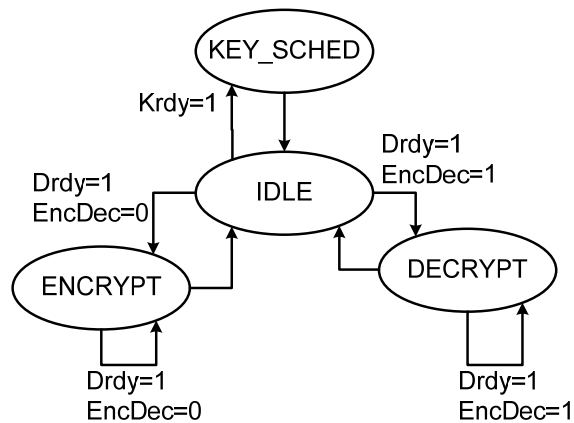 KEY_SCHED
Krdy=1
Drdy=1
EncDec=1
Drdy=1
EncDec=0
IDLE
ENCRYPT
DECRYPT
Drdy=1
EncDec=0
Drdy=1
EncDec=1